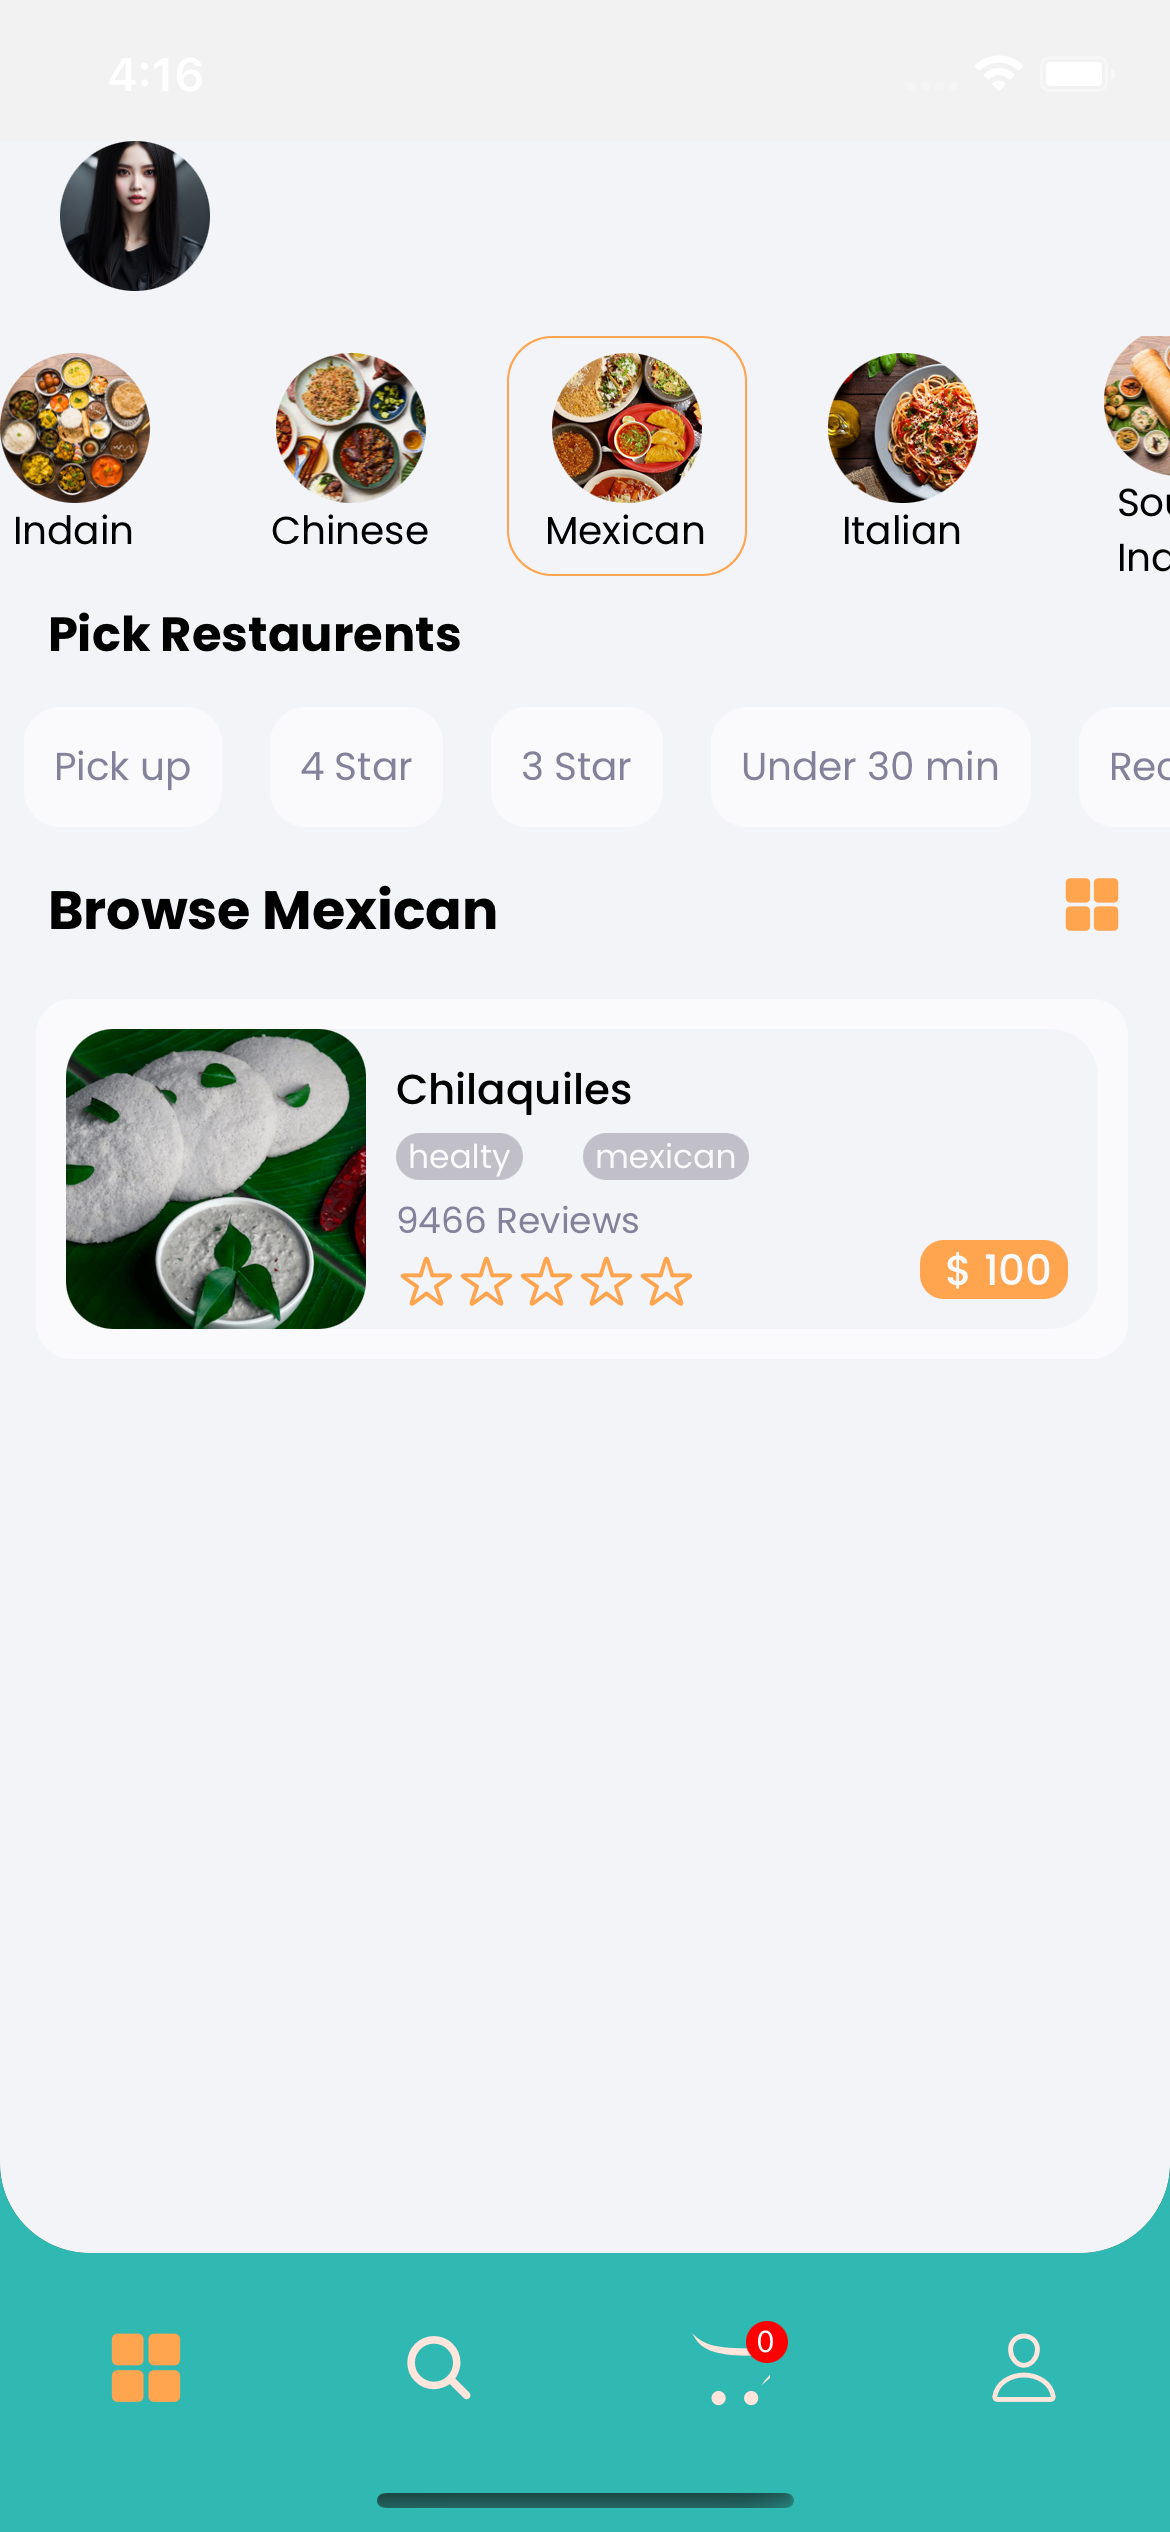 4:16
Indain
Chinese
Mexican
Italian
Sou
Ind
Pick Restaurents
Pick up
4 Star
3 Star
Under 30 min
Rec
Browse Mexican
Chilaquiles
healty
mexican
9466 Reviews
$ 100
0